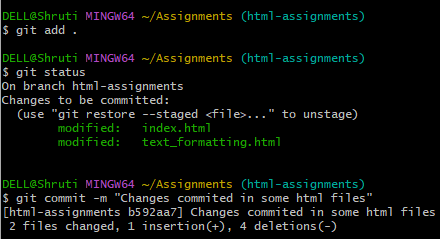 DELL@Shruti MINGW64 ~/Assignments (html-assignments)
$ git add .
DELL@Shruti MINGW64 ~/Assignments (html-assignments)
$ git status
On branch html-assignments
Changes to be committed:
  (use "git restore --staged <file>..." to unstage)
        modified:   index.html
        modified:   text_formatting.html
DELL@Shruti MINGW64 ~/Assignments (html-assignments)
$ git commit -m "Changes commited in some html files"
[html-assignments b592aa7] Changes commited in some html files
 2 files changed, 1 insertion(+), 4 deletions(-)